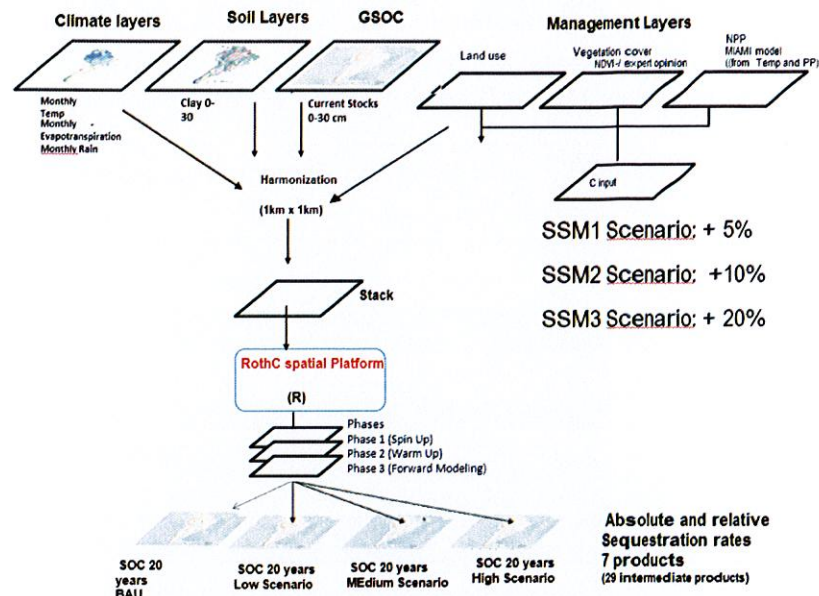 Climate layers
Soil Layers
GSOC
Management Layers
Land use
Vegetation cover
NDVI-/ expert opinion
NPP
MIAMI model
((from Temp and PP)
Monthly
Temp
Monthly
Evapotranspiration
Monthly Rain
Clay 0-
30
Current Stocks
0-30 cm
Harmonization
(1km x 1km)
C input
SSM1 Scenario: + 5%
SSM2 Scenario: +10%
SSM3 Scenario: + 20%
Stack
RothC spatial Platform
(R)
Phases
Phase 1 (Spin Up)
Phase 2 (Warm Up)
Phase 3 (Forward Modeling)
SOC 20
years
BAU
SOC 20 years
Low Scenario
SOC 20 years
MEdium Scenario
SOC 20 years
High Scenario
Absolute and relative
Sequestration rates
7 products
(29 intermediate products)